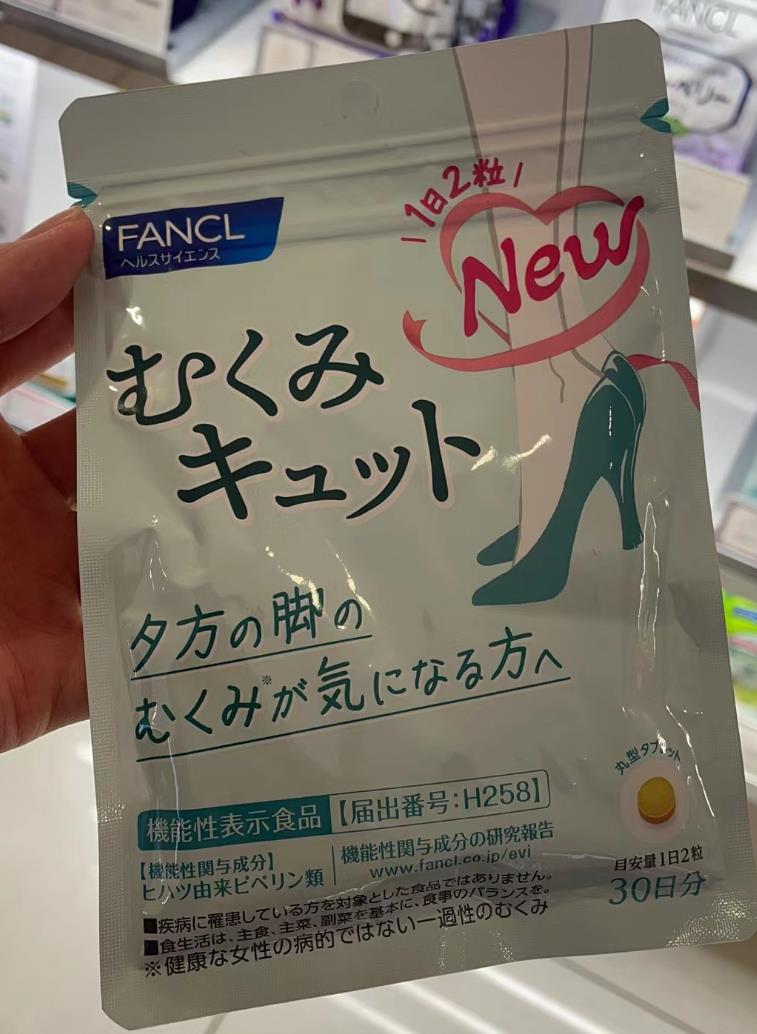 FANCL
ヘルスサイエンス
1日2粒
New
むくみ
キュット
夕方の脚の
むくみ※が気になる方へ
機能性表示食品【届出番号:H258】
【機能性関与成分】
ヒハツ由来ピペリン類
機能性関与成分の研究報告
www.fancl.co.jp/evi
■疾病に罹患している方を対象とした食品ではありません。
■食生活は、主食、主菜、副菜を基本に、食事のバランスを。
※健康な女性の病的ではない一過性のむくみ
丸型タブレット
目安量1日2粒
30日分
FANCL